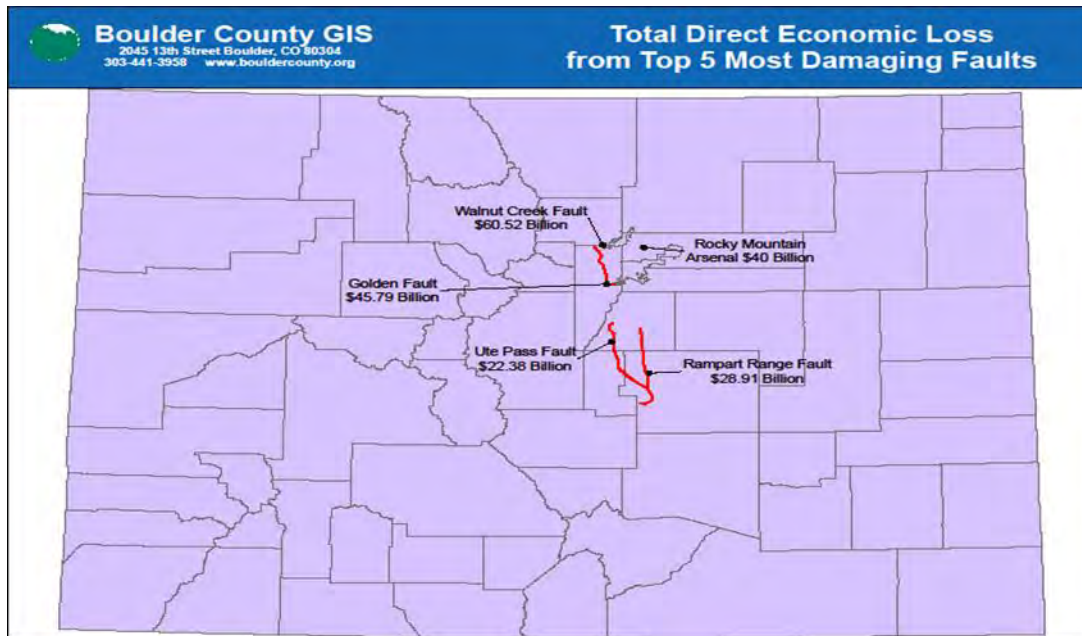 Boulder County GIS
2045 13th Street Boulder, CO 80304
303-441-3958 www.bouldercounty.org
Total Direct Economic Loss
from Top 5 Most Damaging Faults
Walnut Creek Fault
$60.52 Billion
Rocky Mountain
Arsenal $40 Billion
Golden Fault
$45.79 Billion
Ute Pass Fault
$22.38 Billion
Rampart Range Fault
$28.91 Billion